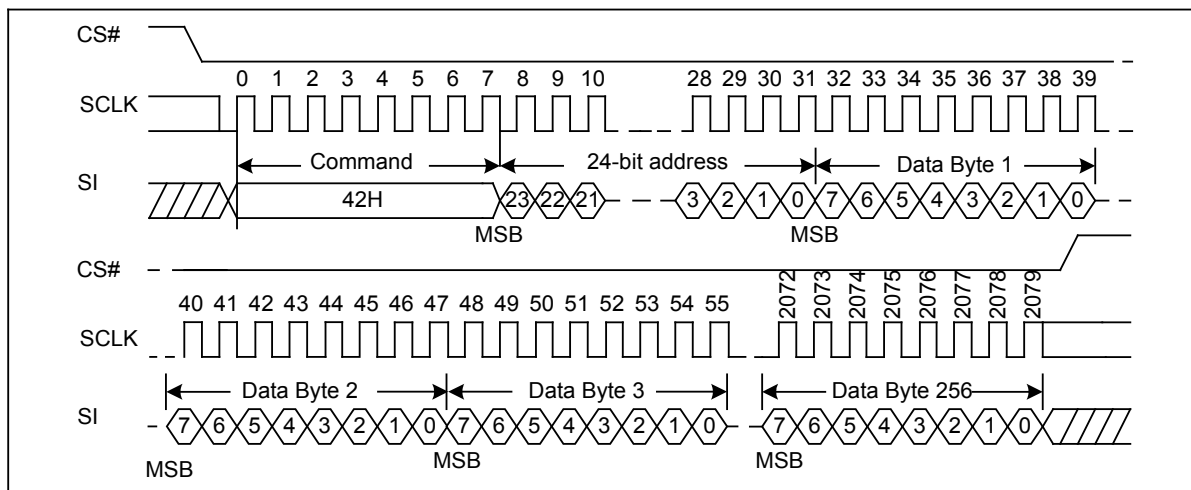 CS#
0 1 2 3 4 5 6 7 8 9 10 28 29 30 31 32 33 34 35 36 37 38 39
SCLK
Command 24-bit address Data Byte 1
SI
42H 23 22 21 3 2 1 0 7 6 5 4 3 2 1 0
MSB MSB
CS#
40 41 42 43 44 45 46 47 48 49 50 51 52 53 54 55 2072 2073 2074 2075 2076 2077 2078 2079
SCLK
Data Byte 2 Data Byte 3 Data Byte 256
SI
7 6 5 4 3 2 1 0 7 6 5 4 3 2 1 0 7 6 5 4 3 2 1 0
MSB MSB MSB